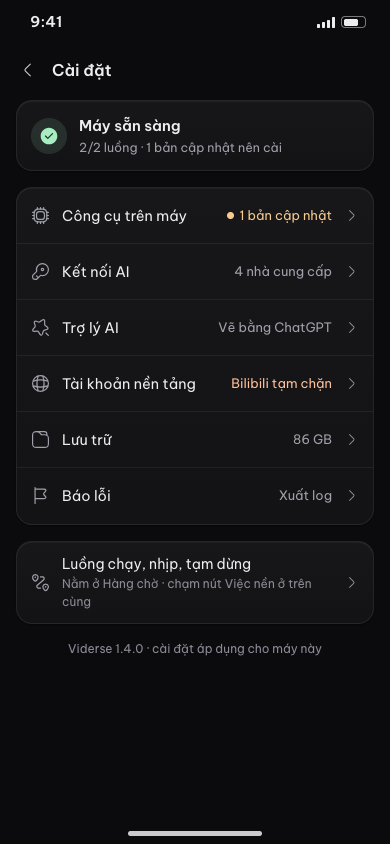 9:41
Cài đặt
Máy sẵn sàng
2/2 luồng · 1 bản cập nhật nên cài
Công cụ trên máy
1 bản cập nhật
Kết nối AI
4 nhà cung cấp
Trợ lý AI
Vẽ bằng ChatGPT
Tài khoản nền tảng
Bilibili tạm chặn
Lưu trữ
86 GB
Báo lỗi
Xuất log
Luồng chạy, nhịp, tạm dừng
Nằm ở Hàng chờ · chạm nút Việc nền ở trên
cùng
Viderse 1.4.0 · cài đặt áp dụng cho máy này